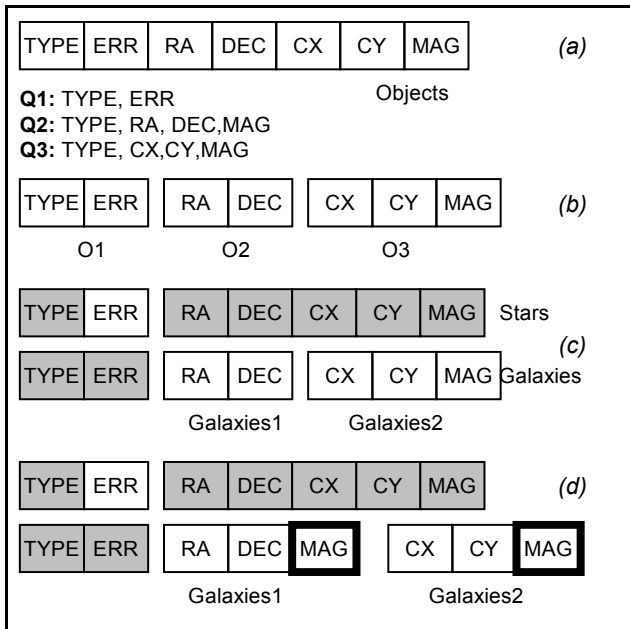 TYPE ERR RA DEC CX CY MAG (a)
Objects
Q1: TYPE, ERR
Q2: TYPE, RA, DEC,MAG
Q3: TYPE, CX,CY,MAG
TYPE ERR RA DEC CX CY MAG (b)
O1 O2 O3
TYPE ERR RA DEC CX CY MAG Stars
(c)
TYPE ERR RA DEC CX CY MAG Galaxies
Galaxies1 Galaxies2
TYPE ERR RA DEC CX CY MAG (d)
TYPE ERR RA DEC MAG CX CY MAG
Galaxies1 Galaxies2